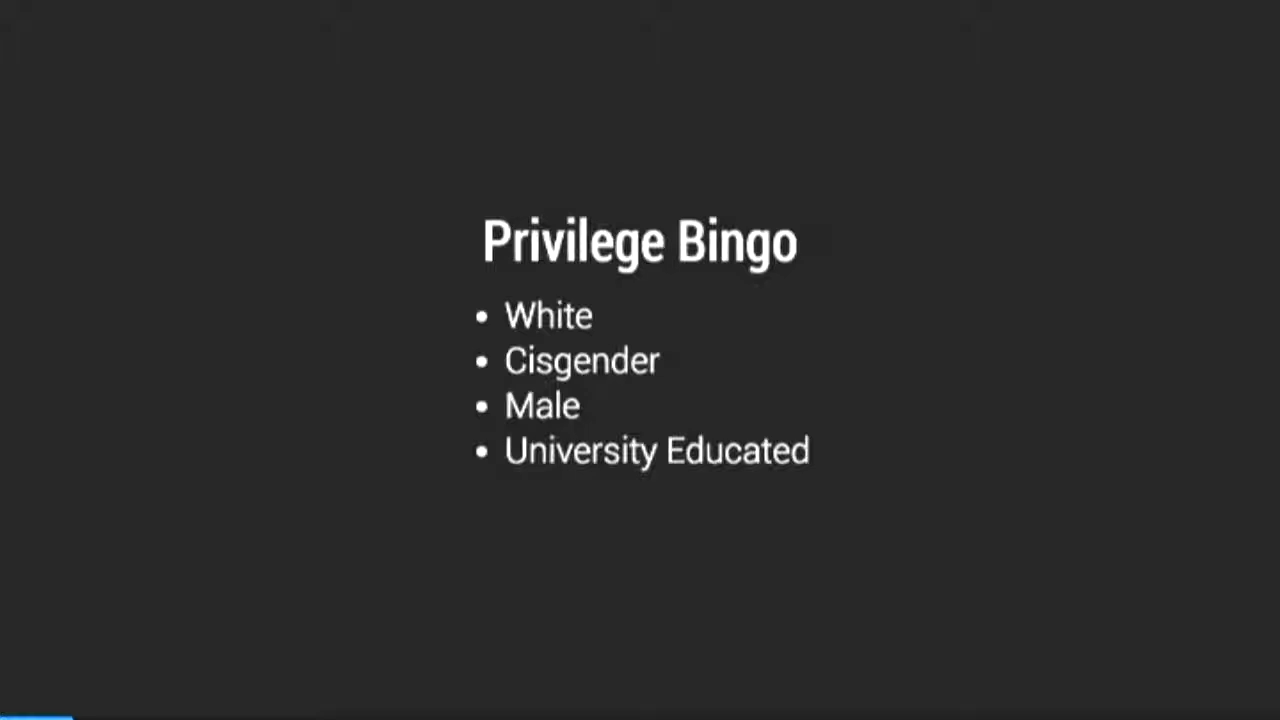 Privilege Bingo
• White
• Cisgender
• Male
• University Educated